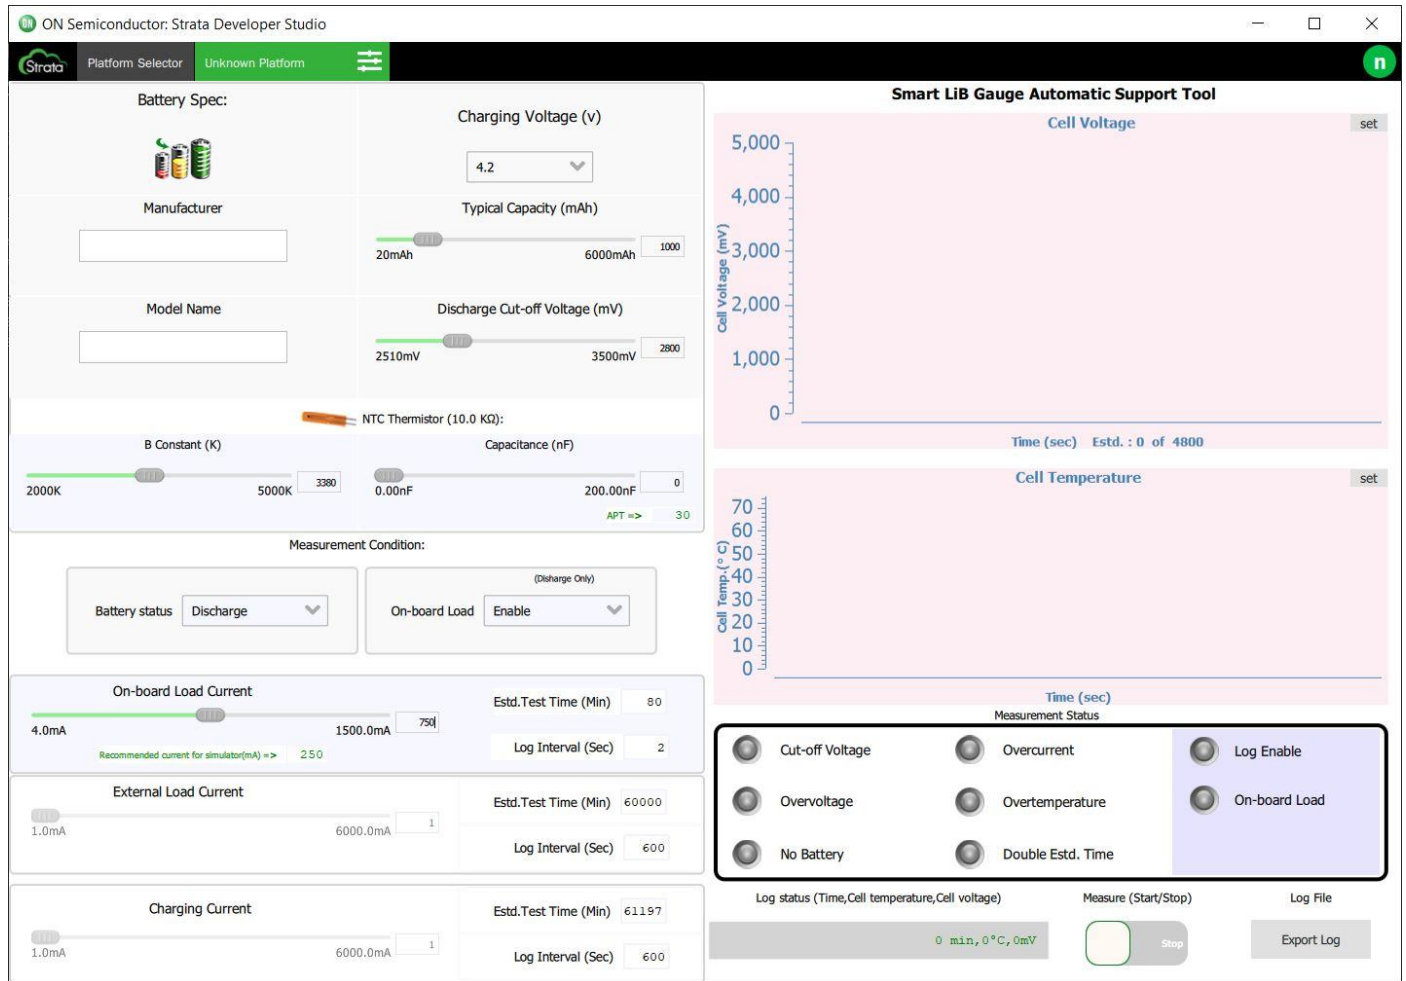 ON Semiconductor: Strata Developer Studio
Strata Platform Selector Unknown Platform n
Battery Spec:
Charging Voltage (v)
4.2
Manufacturer
Typical Capacity (mAh)
20mAh 6000mAh 1000
Model Name
Discharge Cut-off Voltage (mV)
2510mV 3500mV 2800
NTC Thermistor (10.0 KΩ):
B Constant (K)
2000K 5000K 3380
Capacitance (nF)
0.00nF 200.00nF 0
APT => 30
Measurement Condition:
Battery status Discharge
(Disharge Only)
On-board Load Enable
On-board Load Current
4.0mA 1500.0mA 750
Recommended current for simulator(mA) => 250
Estd.Test Time (Min) 80
Log Interval (Sec) 2
External Load Current
1.0mA 6000.0mA 1
Estd.Test Time (Min) 60000
Log Interval (Sec) 600
Charging Current
1.0mA 6000.0mA 1
Estd.Test Time (Min) 61197
Log Interval (Sec) 600
Smart LiB Gauge Automatic Support Tool
Cell Voltage set
Cell Voltage (mV)
5,000
4,000
3,000
2,000
1,000
0
Time (sec) Estd. : 0 of 4800
Cell Temperature set
Cell Temp.(° C)
70
60
50
40
30
20
10
0
Time (sec)
Measurement Status
Cut-off Voltage Overcurrent Log Enable
Overvoltage Overtemperature On-board Load
No Battery Double Estd. Time
Log status (Time,Cell temperature,Cell voltage) Measure (Start/Stop) Log File
0 min,0°C,0mV Stop Export Log